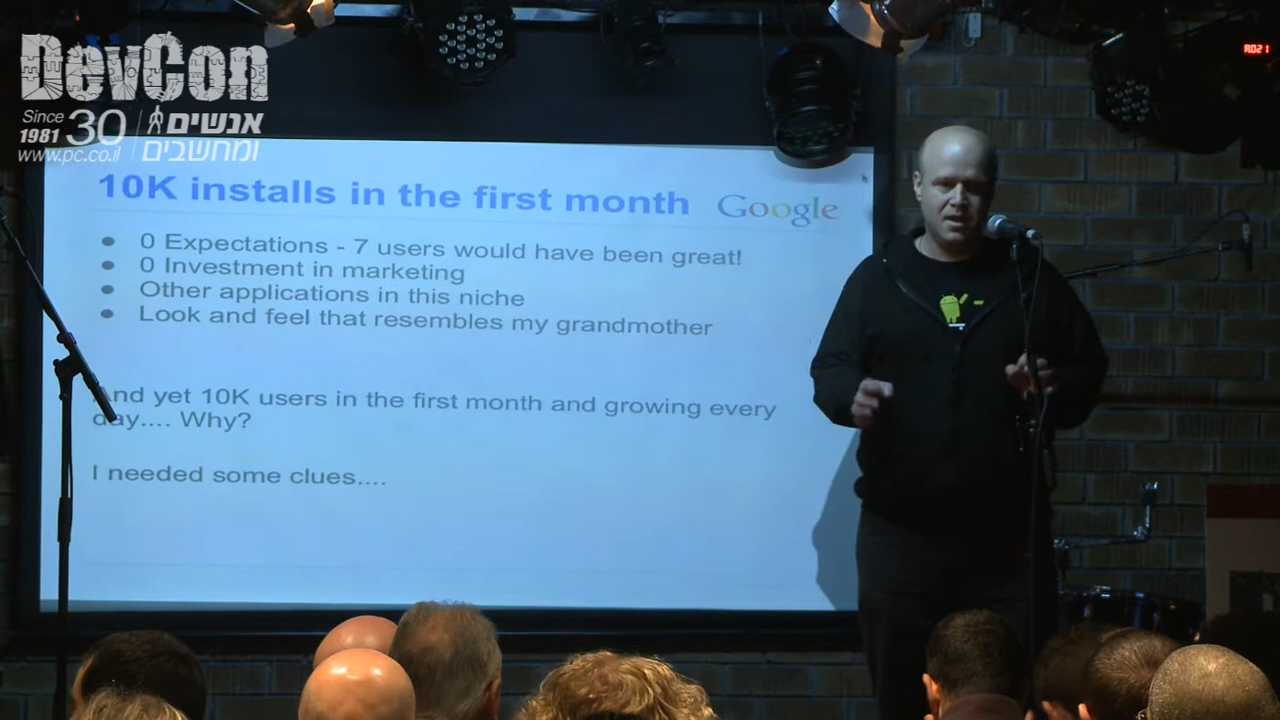 DevCon
Since 1981 30 אנשים ומחשבים
www.pc.co.il
10K installs in the first month Google
0 Expectations - 7 users would have been great!
0 Investment in marketing
Other applications in this niche
Look and feel that resembles my grandmother
And yet 10K users in the first month and growing every
day.... Why?
I needed some clues....
A021